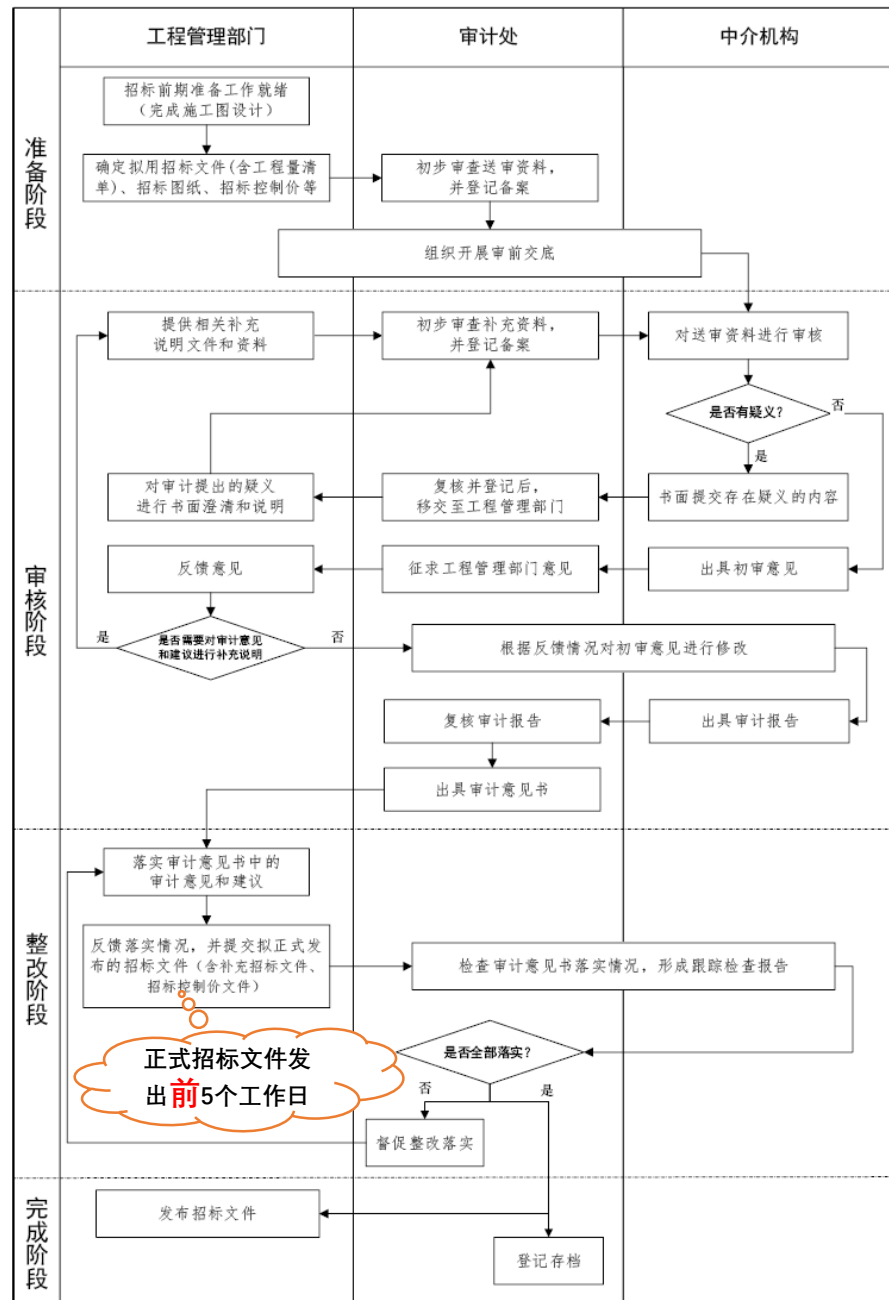 工程管理部门
审计处
中介机构
准备阶段
招标前期准备工作就绪
（完成施工图设计）
确定拟用招标文件(含工程量清
单)、招标图纸、招标控制价等
初步审查送审资料，
并登记备案
组织开展审前交底
审核阶段
提供相关补充
说明文件和资料
初步审查补充资料，
并登记备案
对送审资料进行审核
是否有疑义？
否
是
对审计提出的疑义
进行书面澄清和说明
复核并登记后，
移交至工程管理部门
书面提交存在疑义的内容
反馈意见
征求工程管理部门意见
出具初审意见
是
是否需要对审计意见
和建议进行补充说明
否
根据反馈情况对初审意见进行修改
复核审计报告
出具审计报告
出具审计意见书
整改阶段
落实审计意见书中的
审计意见和建议
反馈落实情况，并提交拟正式发
布的招标文件（含补充招标文件、
招标控制价文件）
检查审计意见书落实情况，形成跟踪检查报告
正式招标文件发
出前5个工作日
是否全部落实？
否
是
督促整改落实
完成阶段
发布招标文件
登记存档